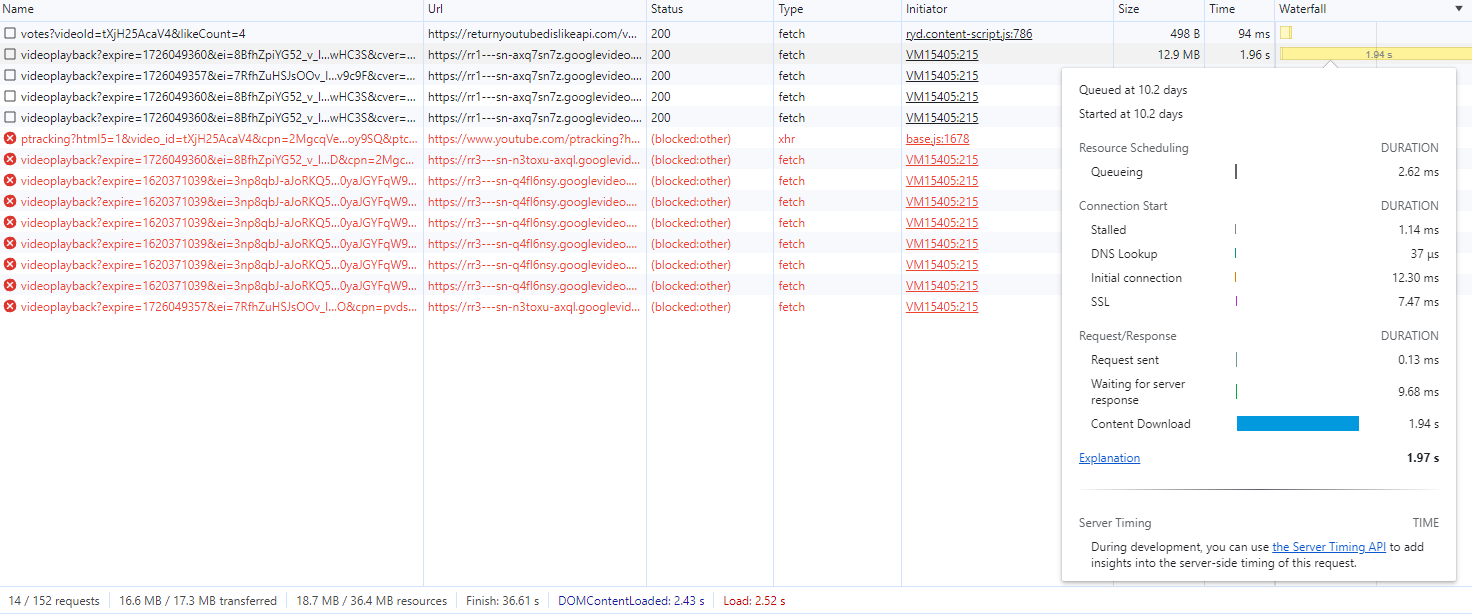 Name Url Status Type Initiator Size Time Waterfall
votes?videoId=tXjH25AcaV4&likeCount=4 https://returnyoutubedislikeapi.com/v... 200 fetch ryd.content-script.js:786 498 B 94 ms
videoplayback?expire=1726049360&ei=8BfhZpiYG52_v_I...wHC3S&cver=... https://rr1---sn-axq7sn7z.googlevideo.... 200 fetch VM15405:215 12.9 MB 1.96 s 1.94 s
videoplayback?expire=1726049357&ei=7RfhZuHSJsOOv_I...v9c9F&cver=... https://rr1---sn-axq7sn7z.googlevideo.... 200 fetch VM15405:215
videoplayback?expire=1726049360&ei=8BfhZpiYG52_v_I...wHC3S&cver=... https://rr1---sn-axq7sn7z.googlevideo.... 200 fetch VM15405:215
videoplayback?expire=1726049360&ei=8BfhZpiYG52_v_I...wHC3S&cver=... https://rr1---sn-axq7sn7z.googlevideo.... 200 fetch VM15405:215
ptracking?html5=1&video_id=tXjH25AcaV4&cpn=2MgcqVe...oy9SQ&ptc... https://www.youtube.com/ptracking?h... (blocked:other) xhr base.js:1678
videoplayback?expire=1726049360&ei=8BfhZpiYG52_v_I...D&cpn=2Mgc... https://rr3---sn-n3toxu-axql.googlevid... (blocked:other) fetch VM15405:215
videoplayback?expire=1620371039&ei=3np8qbJ-aJoRKQ5...0yaJGYFqW9... https://rr3---sn-q4fl6nsy.googlevideo.... (blocked:other) fetch VM15405:215
videoplayback?expire=1620371039&ei=3np8qbJ-aJoRKQ5...0yaJGYFqW9... https://rr3---sn-q4fl6nsy.googlevideo.... (blocked:other) fetch VM15405:215
videoplayback?expire=1620371039&ei=3np8qbJ-aJoRKQ5...0yaJGYFqW9... https://rr3---sn-q4fl6nsy.googlevideo.... (blocked:other) fetch VM15405:215
videoplayback?expire=1620371039&ei=3np8qbJ-aJoRKQ5...0yaJGYFqW9... https://rr3---sn-q4fl6nsy.googlevideo.... (blocked:other) fetch VM15405:215
videoplayback?expire=1620371039&ei=3np8qbJ-aJoRKQ5...0yaJGYFqW9... https://rr3---sn-q4fl6nsy.googlevideo.... (blocked:other) fetch VM15405:215
videoplayback?expire=1620371039&ei=3np8qbJ-aJoRKQ5...0yaJGYFqW9... https://rr3---sn-q4fl6nsy.googlevideo.... (blocked:other) fetch VM15405:215
videoplayback?expire=1726049357&ei=7RfhZuHSJsOOv_I...O&cpn=pvds... https://rr3---sn-n3toxu-axql.googlevid... (blocked:other) fetch VM15405:215
Queued at 10.2 days
Started at 10.2 days
Resource Scheduling DURATION
Queueing 2.62 ms
Connection Start DURATION
Stalled 1.14 ms
DNS Lookup 37 µs
Initial connection 12.30 ms
SSL 7.47 ms
Request/Response DURATION
Request sent 0.13 ms
Waiting for server
response 9.68 ms
Content Download 1.94 s
Explanation 1.97 s
Server Timing TIME
During development, you can use the Server Timing API to add
insights into the server-side timing of this request.
14 / 152 requests 16.6 MB / 17.3 MB transferred 18.7 MB / 36.4 MB resources Finish: 36.61 s DOMContentLoaded: 2.43 s Load: 2.52 s